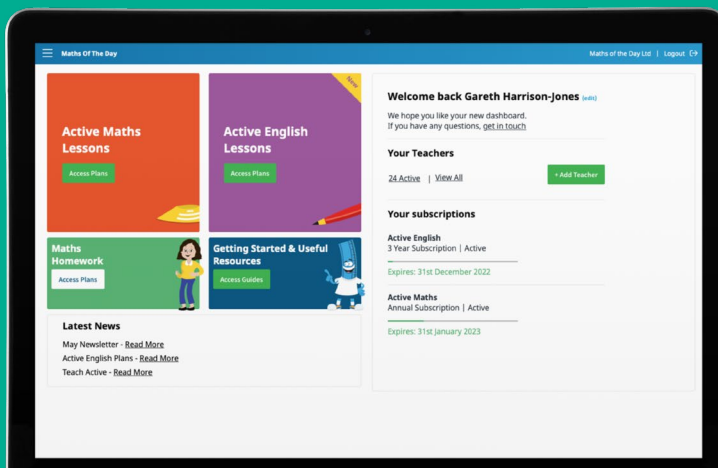 Maths Of The Day
Maths of the Day Ltd | Logout
Active Maths
Lessons
Access Plans
New
Active English
Lessons
Access Plans
Maths
Homework
Access Plans
Getting Started & Useful
Resources
Access Guides
Latest News
May Newsletter - Read More
Active English Plans - Read More
Teach Active - Read More
Welcome back Gareth Harrison-Jones (edit)
We hope you like your new dashboard.
If you have any questions, get in touch
Your Teachers
24 Active | View All
+ Add Teacher
Your subscriptions
Active English
3 Year Subscription | Active
Expires: 31st December 2022
Active Maths
Annual Subscription | Active
Expires: 31st January 2023